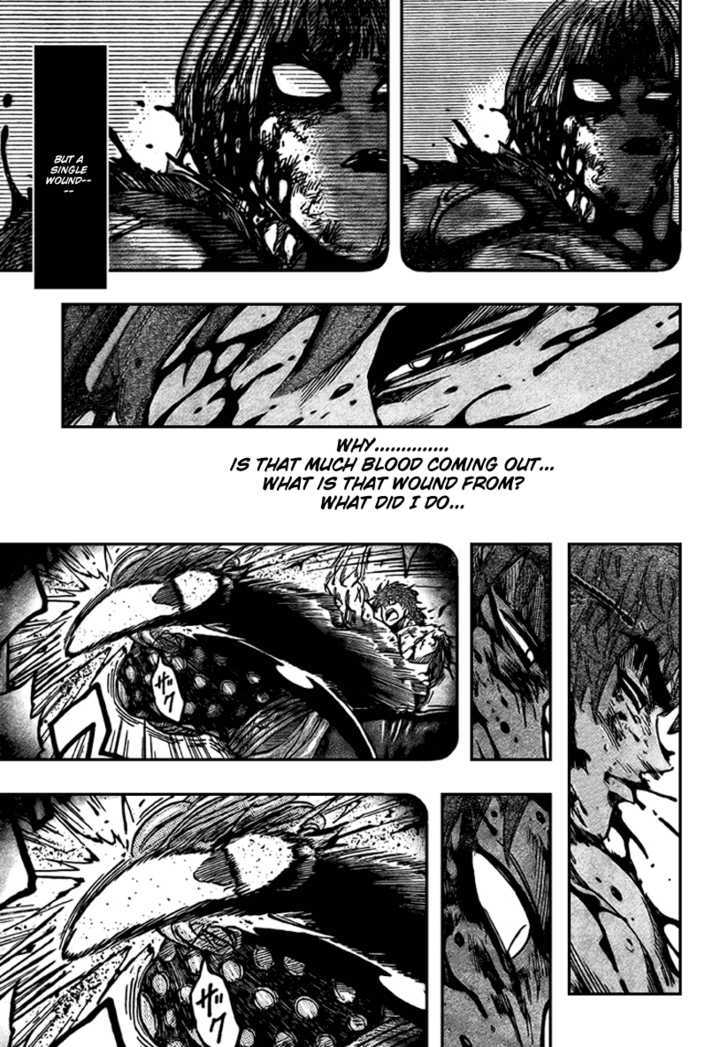 BUT A
SINGLE
WOUND--
--
WHY..............
IS THAT MUCH BLOOD COMING OUT...
WHAT IS THAT WOUND FROM?
WHAT DID I DO...
ザク
ザク